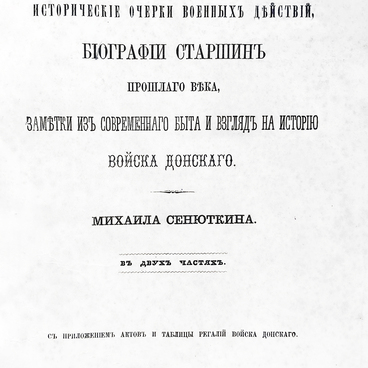 ИСТОРИЧЕСКІЕ ОЧЕРКИ ВОЕННЫХЪ ДѢЙСТВІЙ,
БІОГРАФІИ СТАРШИНЪ
ПРОШЛАГО ВѢКА,
ЗАМѢТКИ ИЗЪ СОВРЕМЕННАГО БЫТА И ВЗГЛЯДЪ НА ИСТОРІЮ
ВОЙСКА ДОНСКАГО.
МИХАИЛА СЕНЮТКИНА.
ВЪ ДВУХЪ ЧАСТЯХЪ.
СЪ ПРИЛОЖЕНІЕМЪ АКТОВЪ И ТАБЛИЦЫ РЕГАЛІЙ ВОЙСКА ДОНСКАГО.